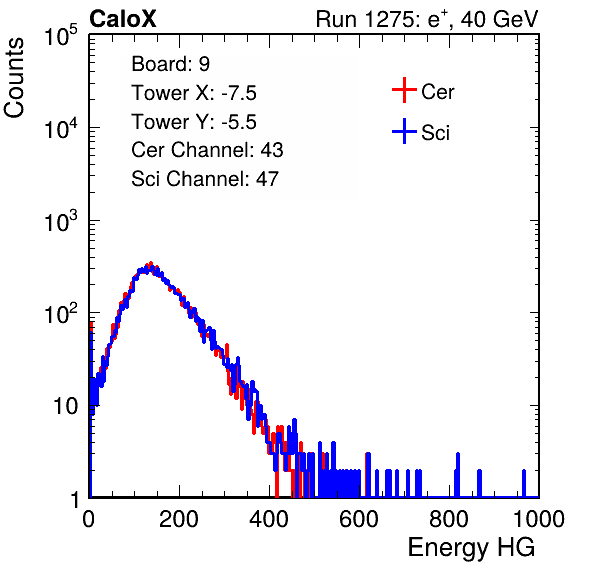 CaloX Run 1275: e⁺, 40 GeV
Board: 9
Tower X: -7.5
Tower Y: -5.5
Cer Channel: 43
Sci Channel: 47
Cer
Sci
Counts
10⁵
10⁴
10³
10²
10
1
0 200 400 600 800 1000
Energy HG